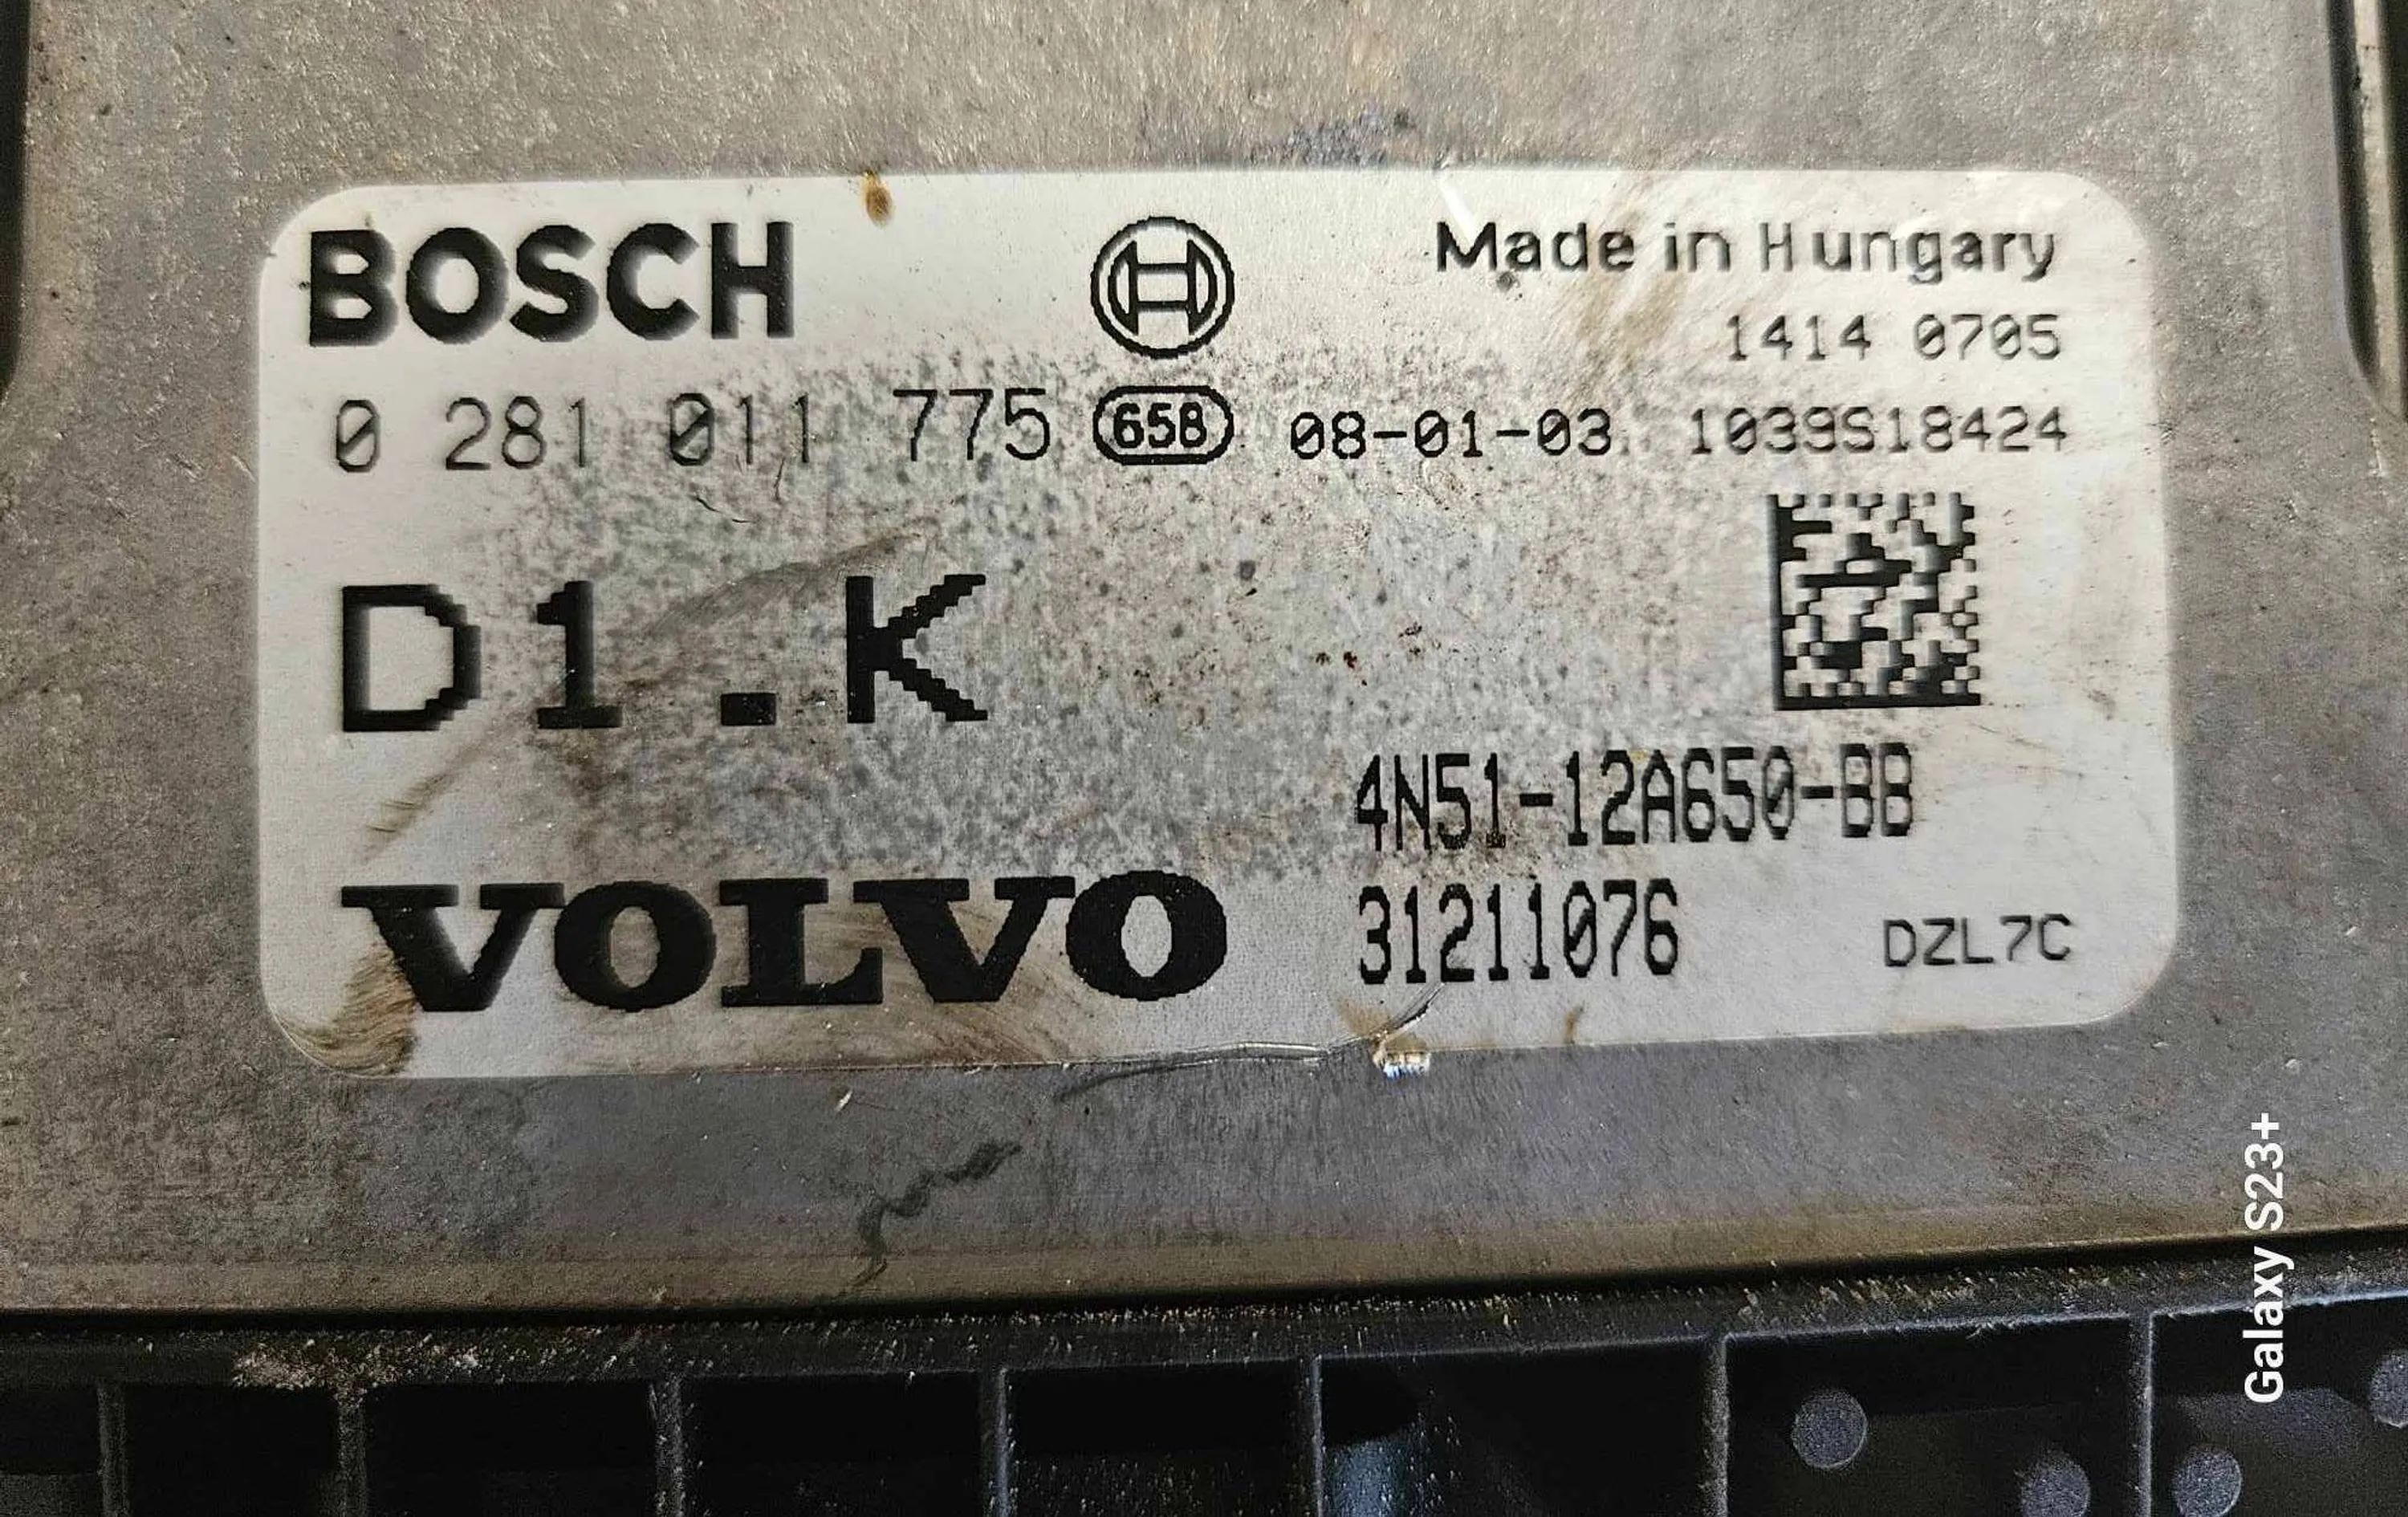 BOSCH
Made in Hungary
1414 0705
0 281 011 775 658 08-01-03 1039S18424
D1.K
4N51-12A650-BB
VOLVO 31211076 DZL7C
Galaxy S23+